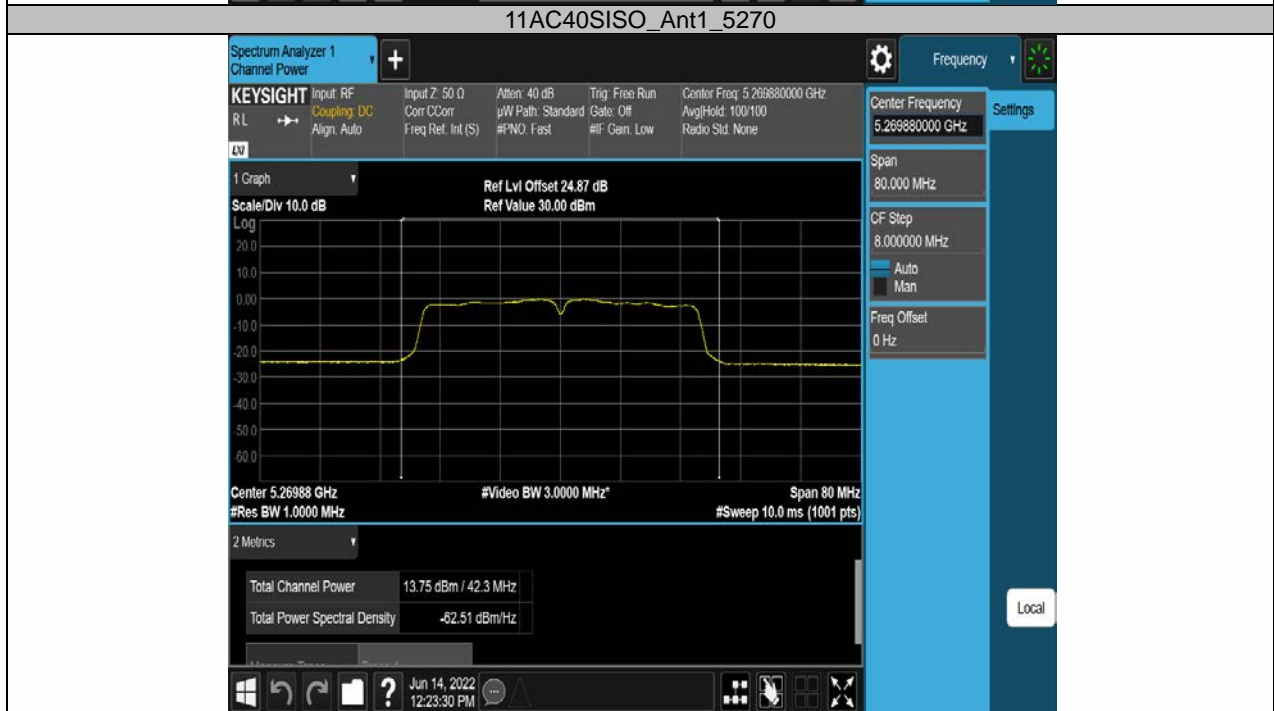 11AC40SISO_Ant1_5270
Spectrum Analyzer 1
Channel Power
+
Frequency
KEYSIGHT
RL
LXI
Input: RF
Coupling: DC
Align: Auto
Input Z: 50 Ω
Corr CCorr
Freq Ref: Int (S)
Atten: 40 dB
µW Path: Standard
#PNO: Fast
Trig: Free Run
Gate: Off
#IF Gain: Low
Center Freq: 5.269880000 GHz
Avg|Hold: 100/100
Radio Std: None
Center Frequency
5.269880000 GHz
Settings
Span
80.000 MHz
CF Step
8.000000 MHz
Auto
Man
Freq Offset
0 Hz
Local
1 Graph
Scale/Div 10.0 dB
Ref Lvl Offset 24.87 dB
Ref Value 30.00 dBm
Log
20.0
10.0
0.00
-10.0
-20.0
-30.0
-40.0
-50.0
-60.0
Center 5.26988 GHz
#Video BW 3.0000 MHz*
Span 80 MHz
#Res BW 1.0000 MHz
#Sweep 10.0 ms (1001 pts)
2 Metrics
Total Channel Power 13.75 dBm / 42.3 MHz
Total Power Spectral Density -62.51 dBm/Hz
?
Jun 14, 2022
12:23:30 PM